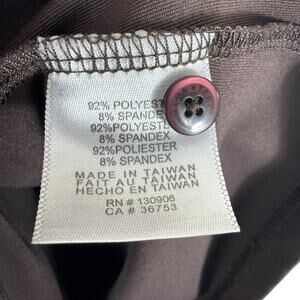 92% POLYEST
8% SPANDE
92% POLYESTE
8% SPANDEX
92%POLIESTER
8% SPANDEX
MADE IN TAIWAN
FAIT AU TAIWAN
HECHO EN TAIWAN
RN# 130906
CA# 36753